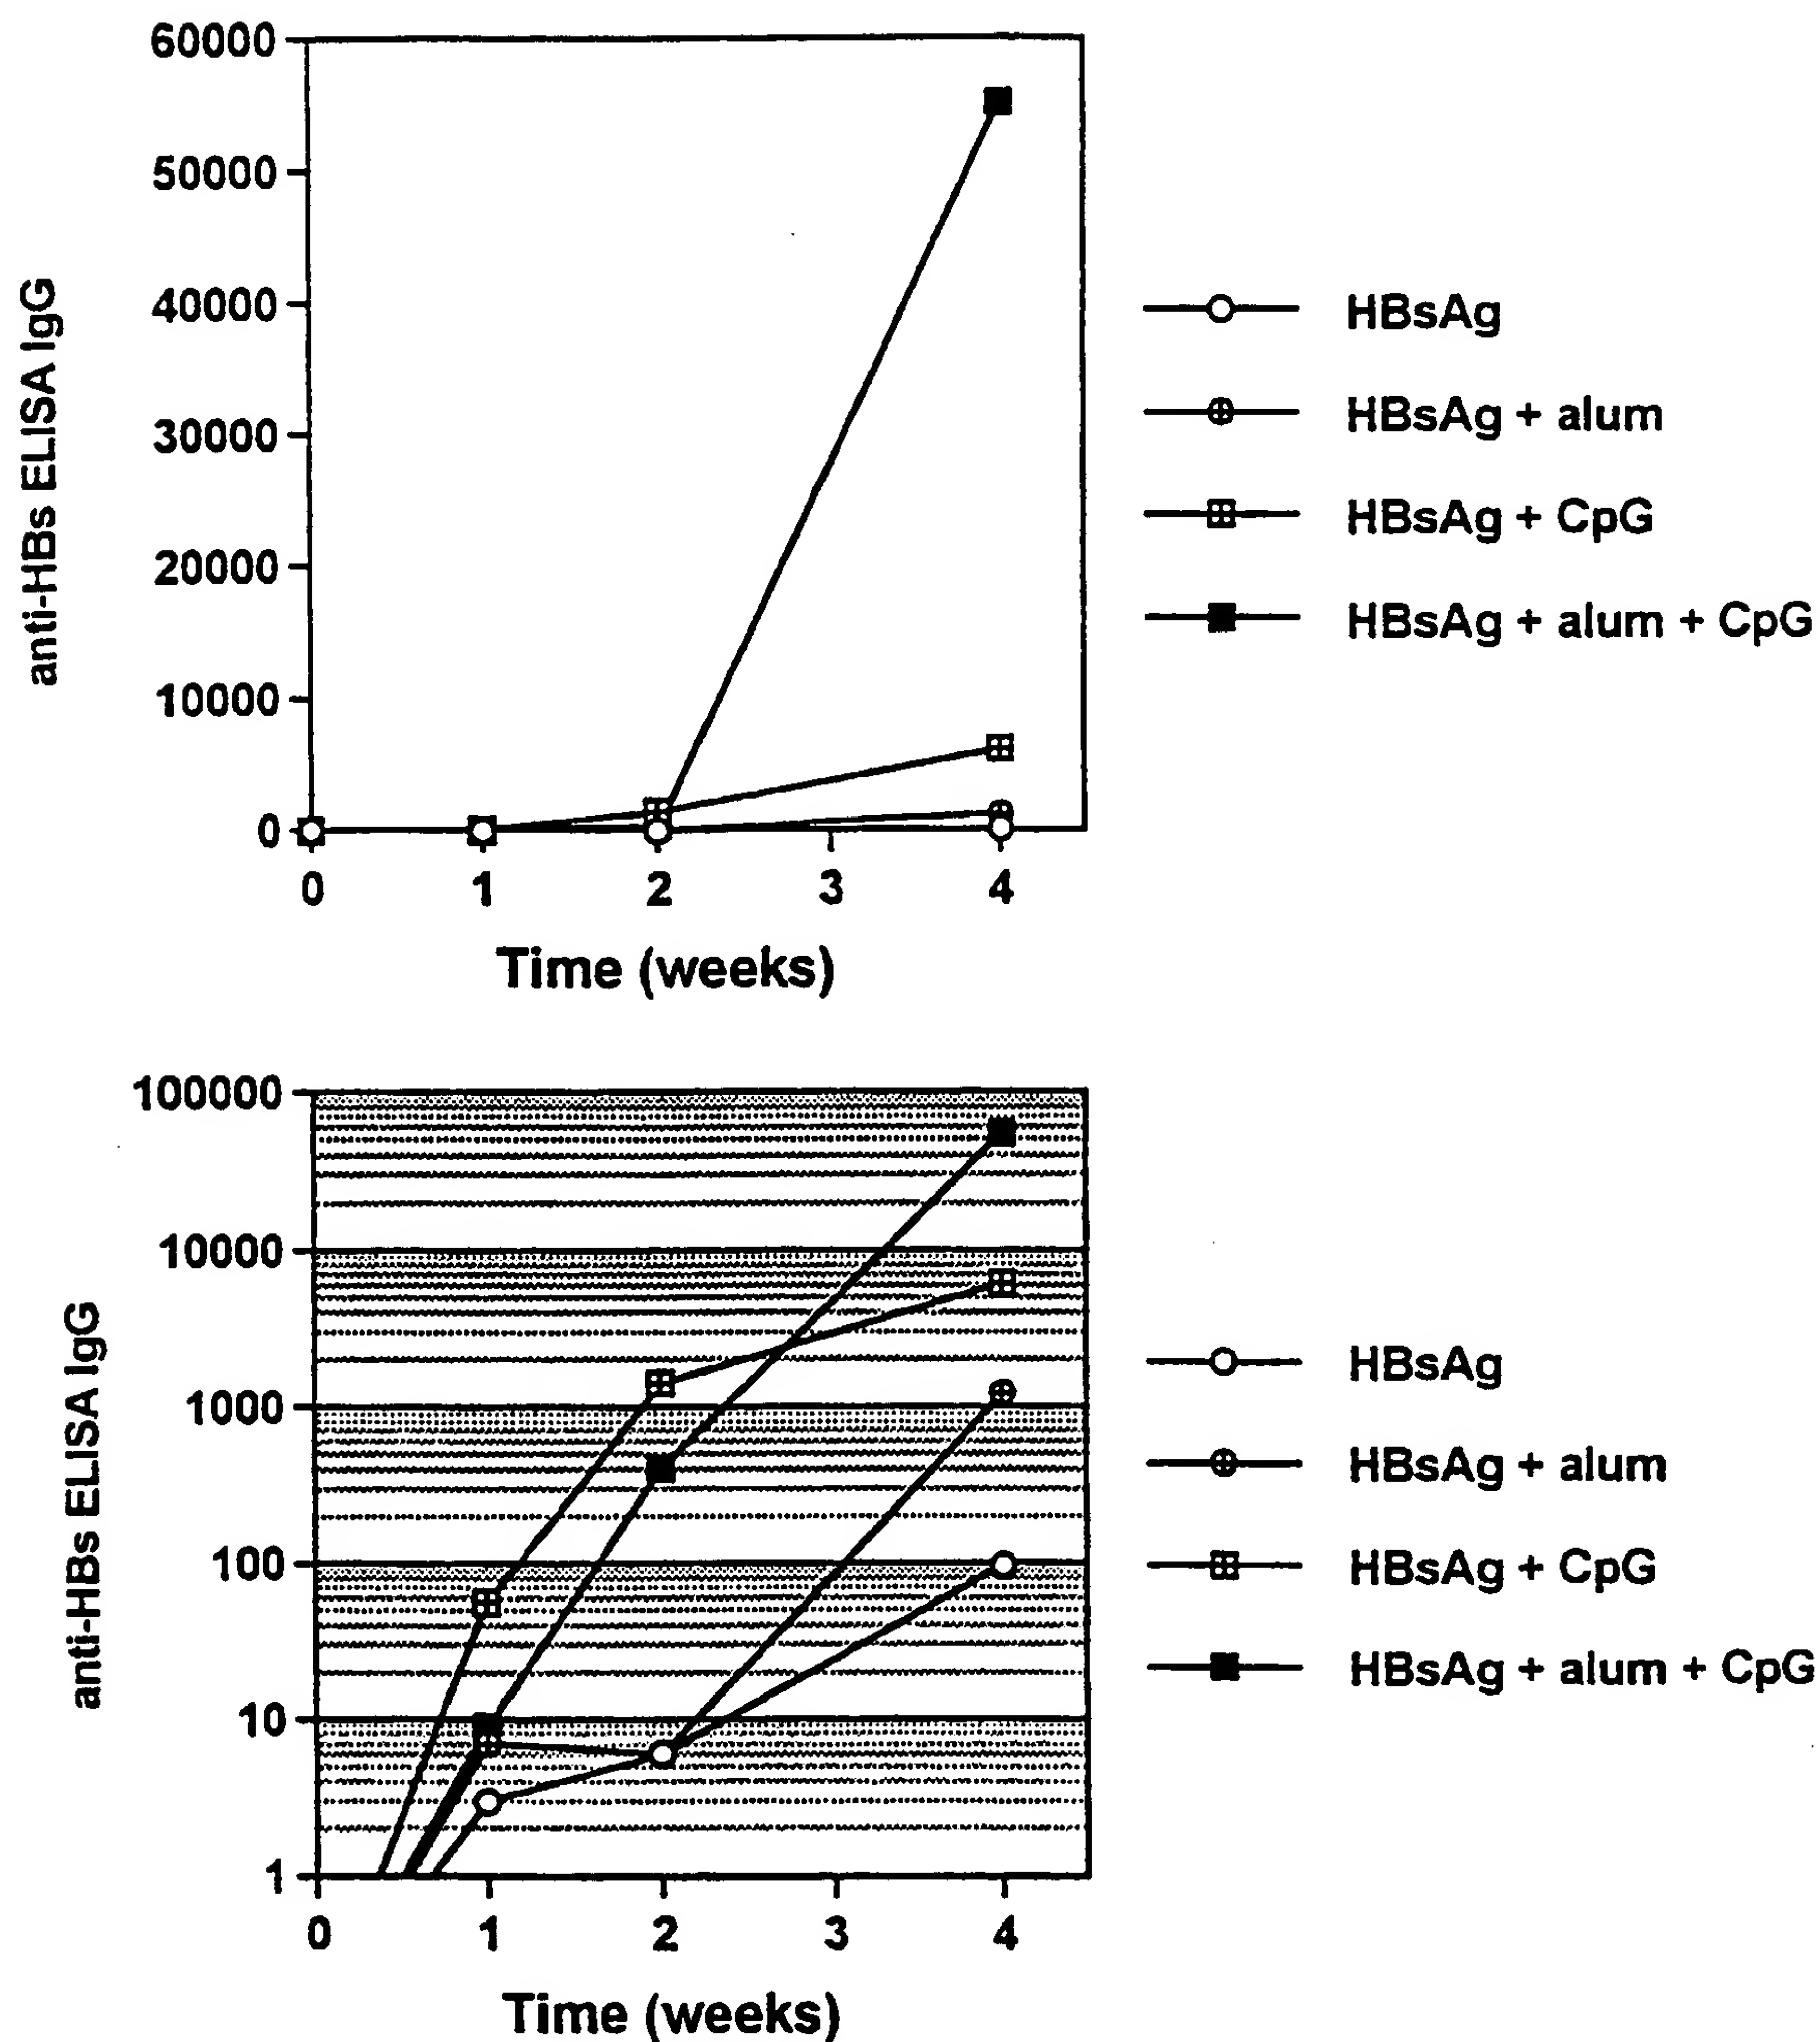 60000
50000
40000
30000
20000
10000
0
anti-HBs ELISA IgG
0 1 2 3 4
Time (weeks)
HBsAg
HBsAg + alum
HBsAg + CpG
HBsAg + alum + CpG
100000
10000
1000
100
10
1
anti-HBs ELISA IgG
0 1 2 3 4
Time (weeks)
HBsAg
HBsAg + alum
HBsAg + CpG
HBsAg + alum + CpG